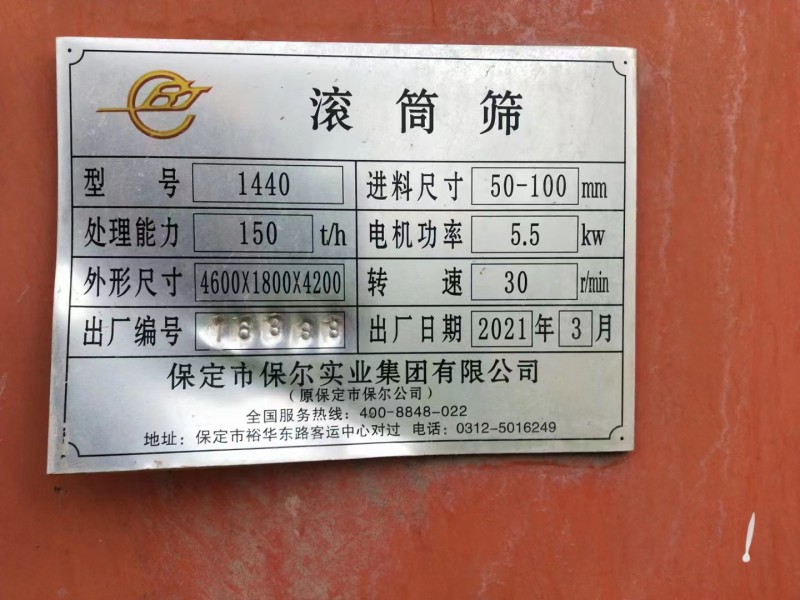 滚筒筛
型号 1440 进料尺寸 50-100 mm
处理能力 150 t/h 电机功率 5.5 kw
外形尺寸 4600X1800X4200 转速 30 r/min
出厂编号 出厂日期 2021 年 3 月
保定市保尔实业集团有限公司
（原保定市保尔公司）
全国服务热线：400-8848-022
地址：保定市裕华东路客运中心对过 电话：0312-5016249